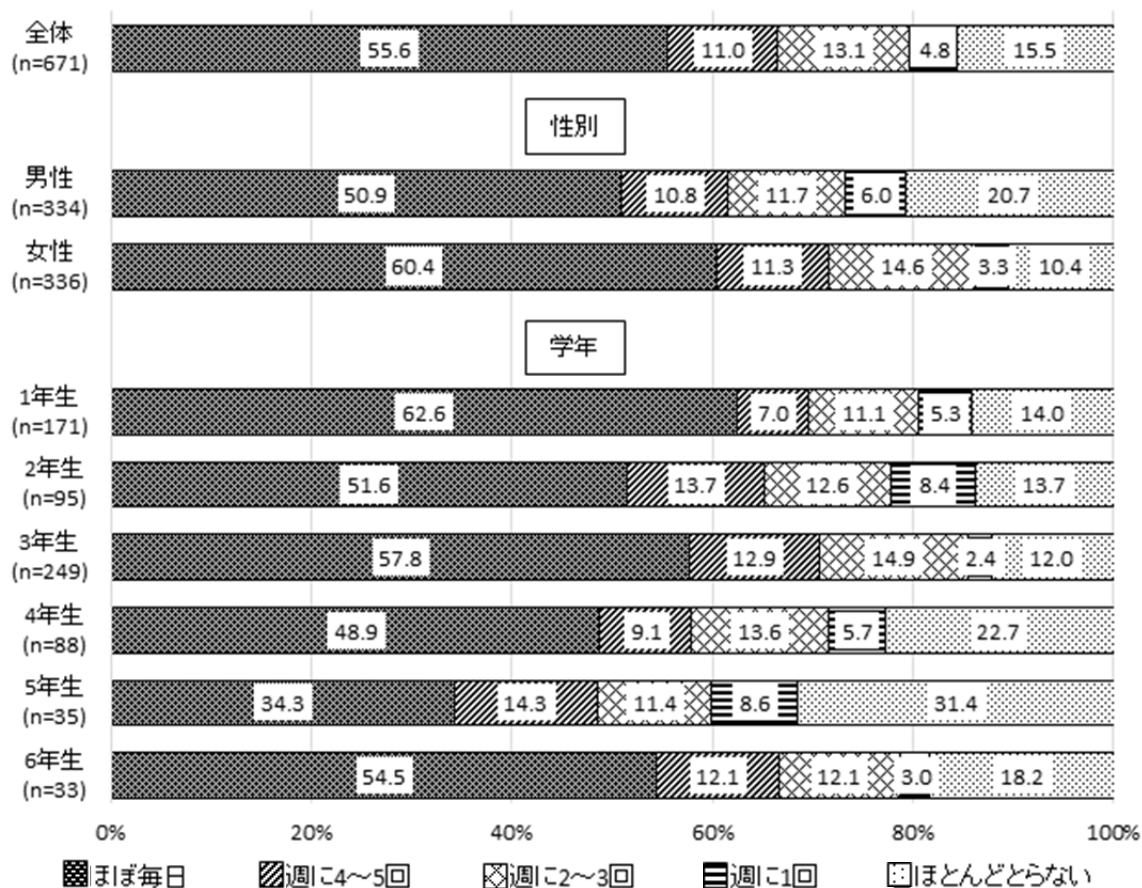 全体
(n=671)
55.6 11.0 13.1 4.8 15.5
性別
男性
(n=334)
50.9 10.8 11.7 6.0 20.7
女性
(n=336)
60.4 11.3 14.6 3.3 10.4
学年
1年生
(n=171)
62.6 7.0 11.1 5.3 14.0
2年生
(n=95)
51.6 13.7 12.6 8.4 13.7
3年生
(n=249)
57.8 12.9 14.9 2.4 12.0
4年生
(n=88)
48.9 9.1 13.6 5.7 22.7
5年生
(n=35)
34.3 14.3 11.4 8.6 31.4
6年生
(n=33)
54.5 12.1 12.1 3.0 18.2
0% 20% 40% 60% 80% 100%
ほぼ毎日 週に4～5回 週に2～3回 週に1回 ほとんどとらない